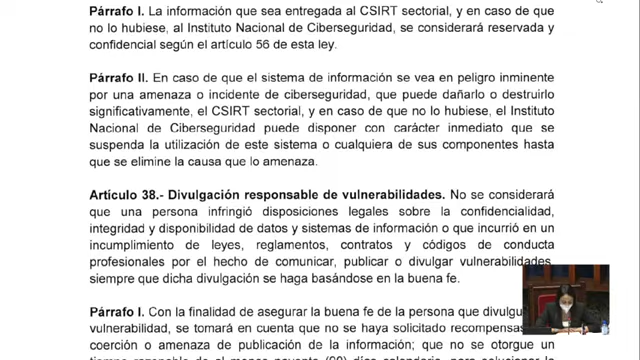 Párrafo I. La información que sea entregada al CSIRT sectorial, y en caso de que
no lo hubiese, al Instituto Nacional de Ciberseguridad, se considerará reservada y
confidencial según el artículo 56 de esta ley.
Párrafo II. En caso de que el sistema de información se vea en peligro inminente
por una amenaza o incidente de ciberseguridad, que puede dañarlo o destruirlo
significativamente, el CSIRT sectorial, y en caso de que no lo hubiese, el Instituto
Nacional de Ciberseguridad puede disponer con carácter inmediato que se
suspenda la utilización de este sistema o cualquiera de sus componentes hasta
que se elimine la causa que lo amenaza.
Artículo 38.- Divulgación responsable de vulnerabilidades. No se considerará
que una persona infringió disposiciones legales sobre la confidencialidad,
integridad y disponibilidad de datos y sistemas de información o que incurrió en un
incumplimiento de leyes, reglamentos, contratos y códigos de conducta
profesionales por el hecho de comunicar, publicar o divulgar vulnerabilidades,
siempre que dicha divulgación se haga basándose en la buena fe.
Párrafo I. Con la finalidad de asegurar la buena fe de la persona que divulgu
vulnerabilidad, se tomará en cuenta que no se haya solicitado recompensas
coerción o amenaza de publicación de la información; que no se otorgue un